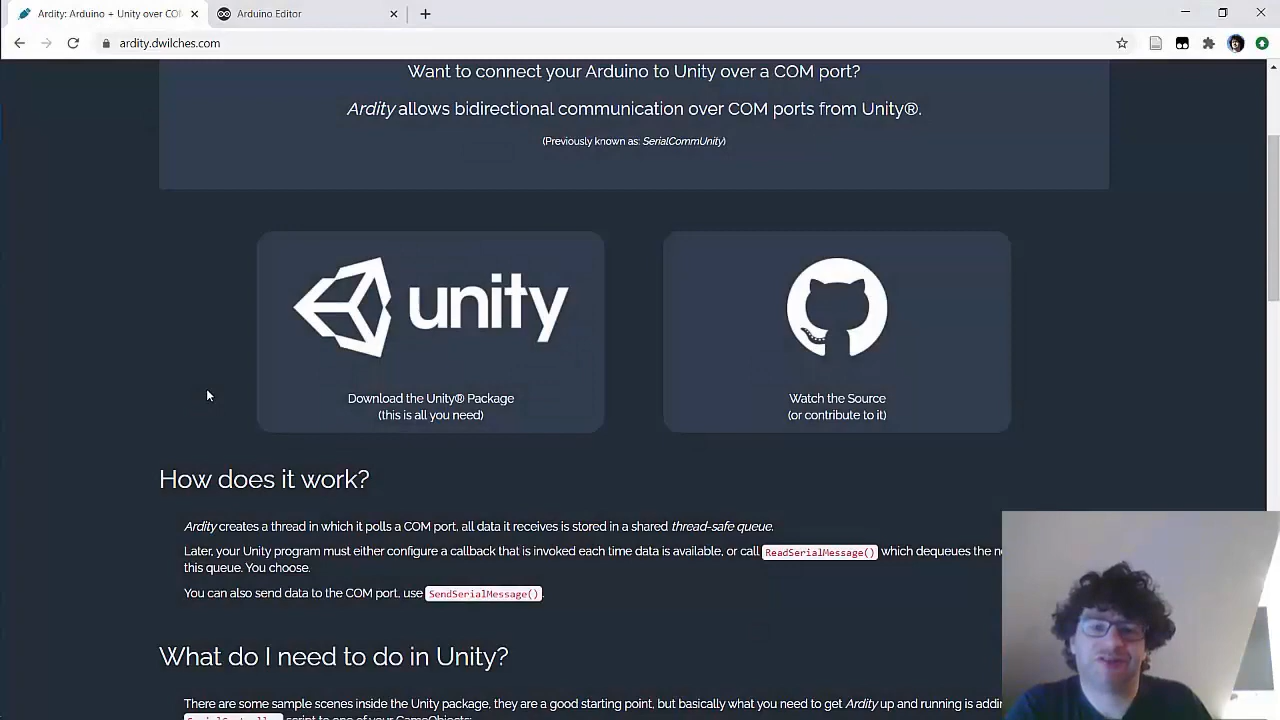 Ardity: Arduino + Unity over CO
Arduino Editor
ardity.dwilches.com
Want to connect your Arduino to Unity over a COM port?
Ardity allows bidirectional communication over COM ports from Unity®.
(Previously known as: SerialCommUnity)
unity
Download the Unity® Package
(this is all you need)
Watch the Source
(or contribute to it)
How does it work?
Ardity creates a thread in which it polls a COM port, all data it receives is stored in a shared thread-safe queue.
Later, your Unity program must either configure a callback that is invoked each time data is available, or call ReadSerialMessage() which dequeues the
this queue. You choose.
You can also send data to the COM port, use SendSerialMessage().
What do I need to do in Unity?
There are some sample scenes inside the Unity package, they are a good starting point, but basically what you need to get Ardity up and running is
script to one of your GameObjects: